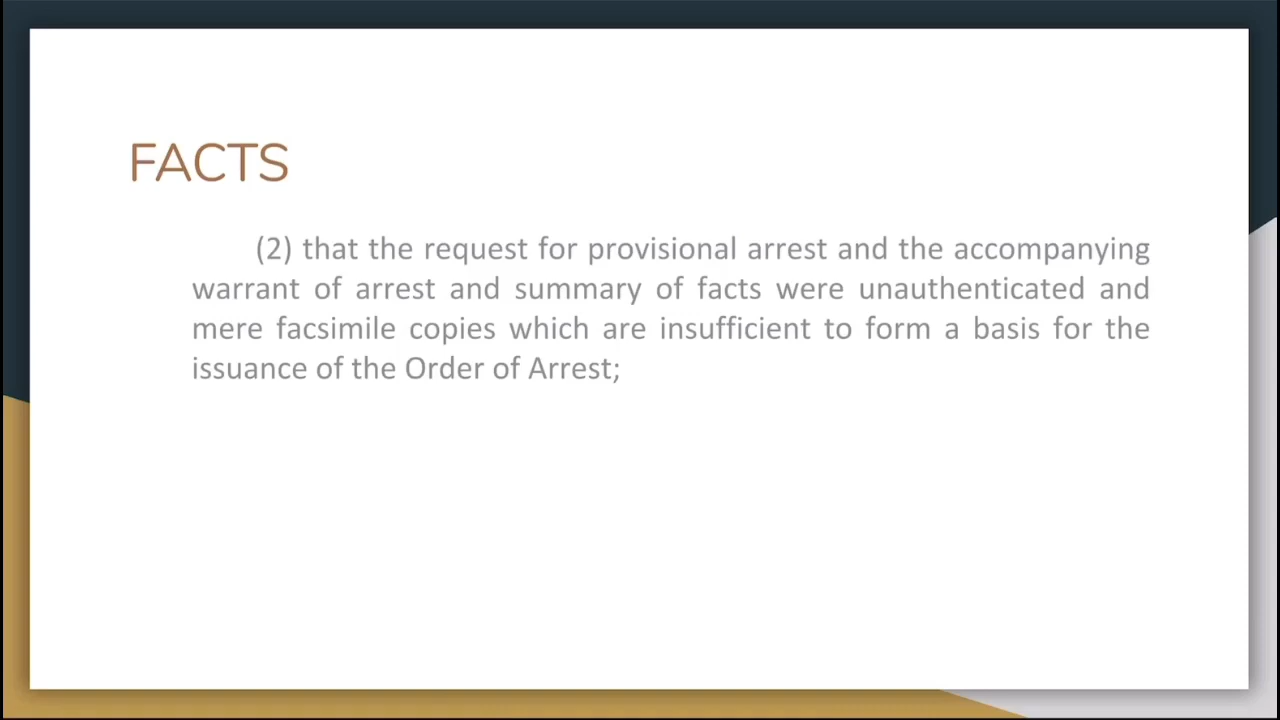 FACTS
(2) that the request for provisional arrest and the accompanying
warrant of arrest and summary of facts were unauthenticated and
mere facsimile copies which are insufficient to form a basis for the
issuance of the Order of Arrest;